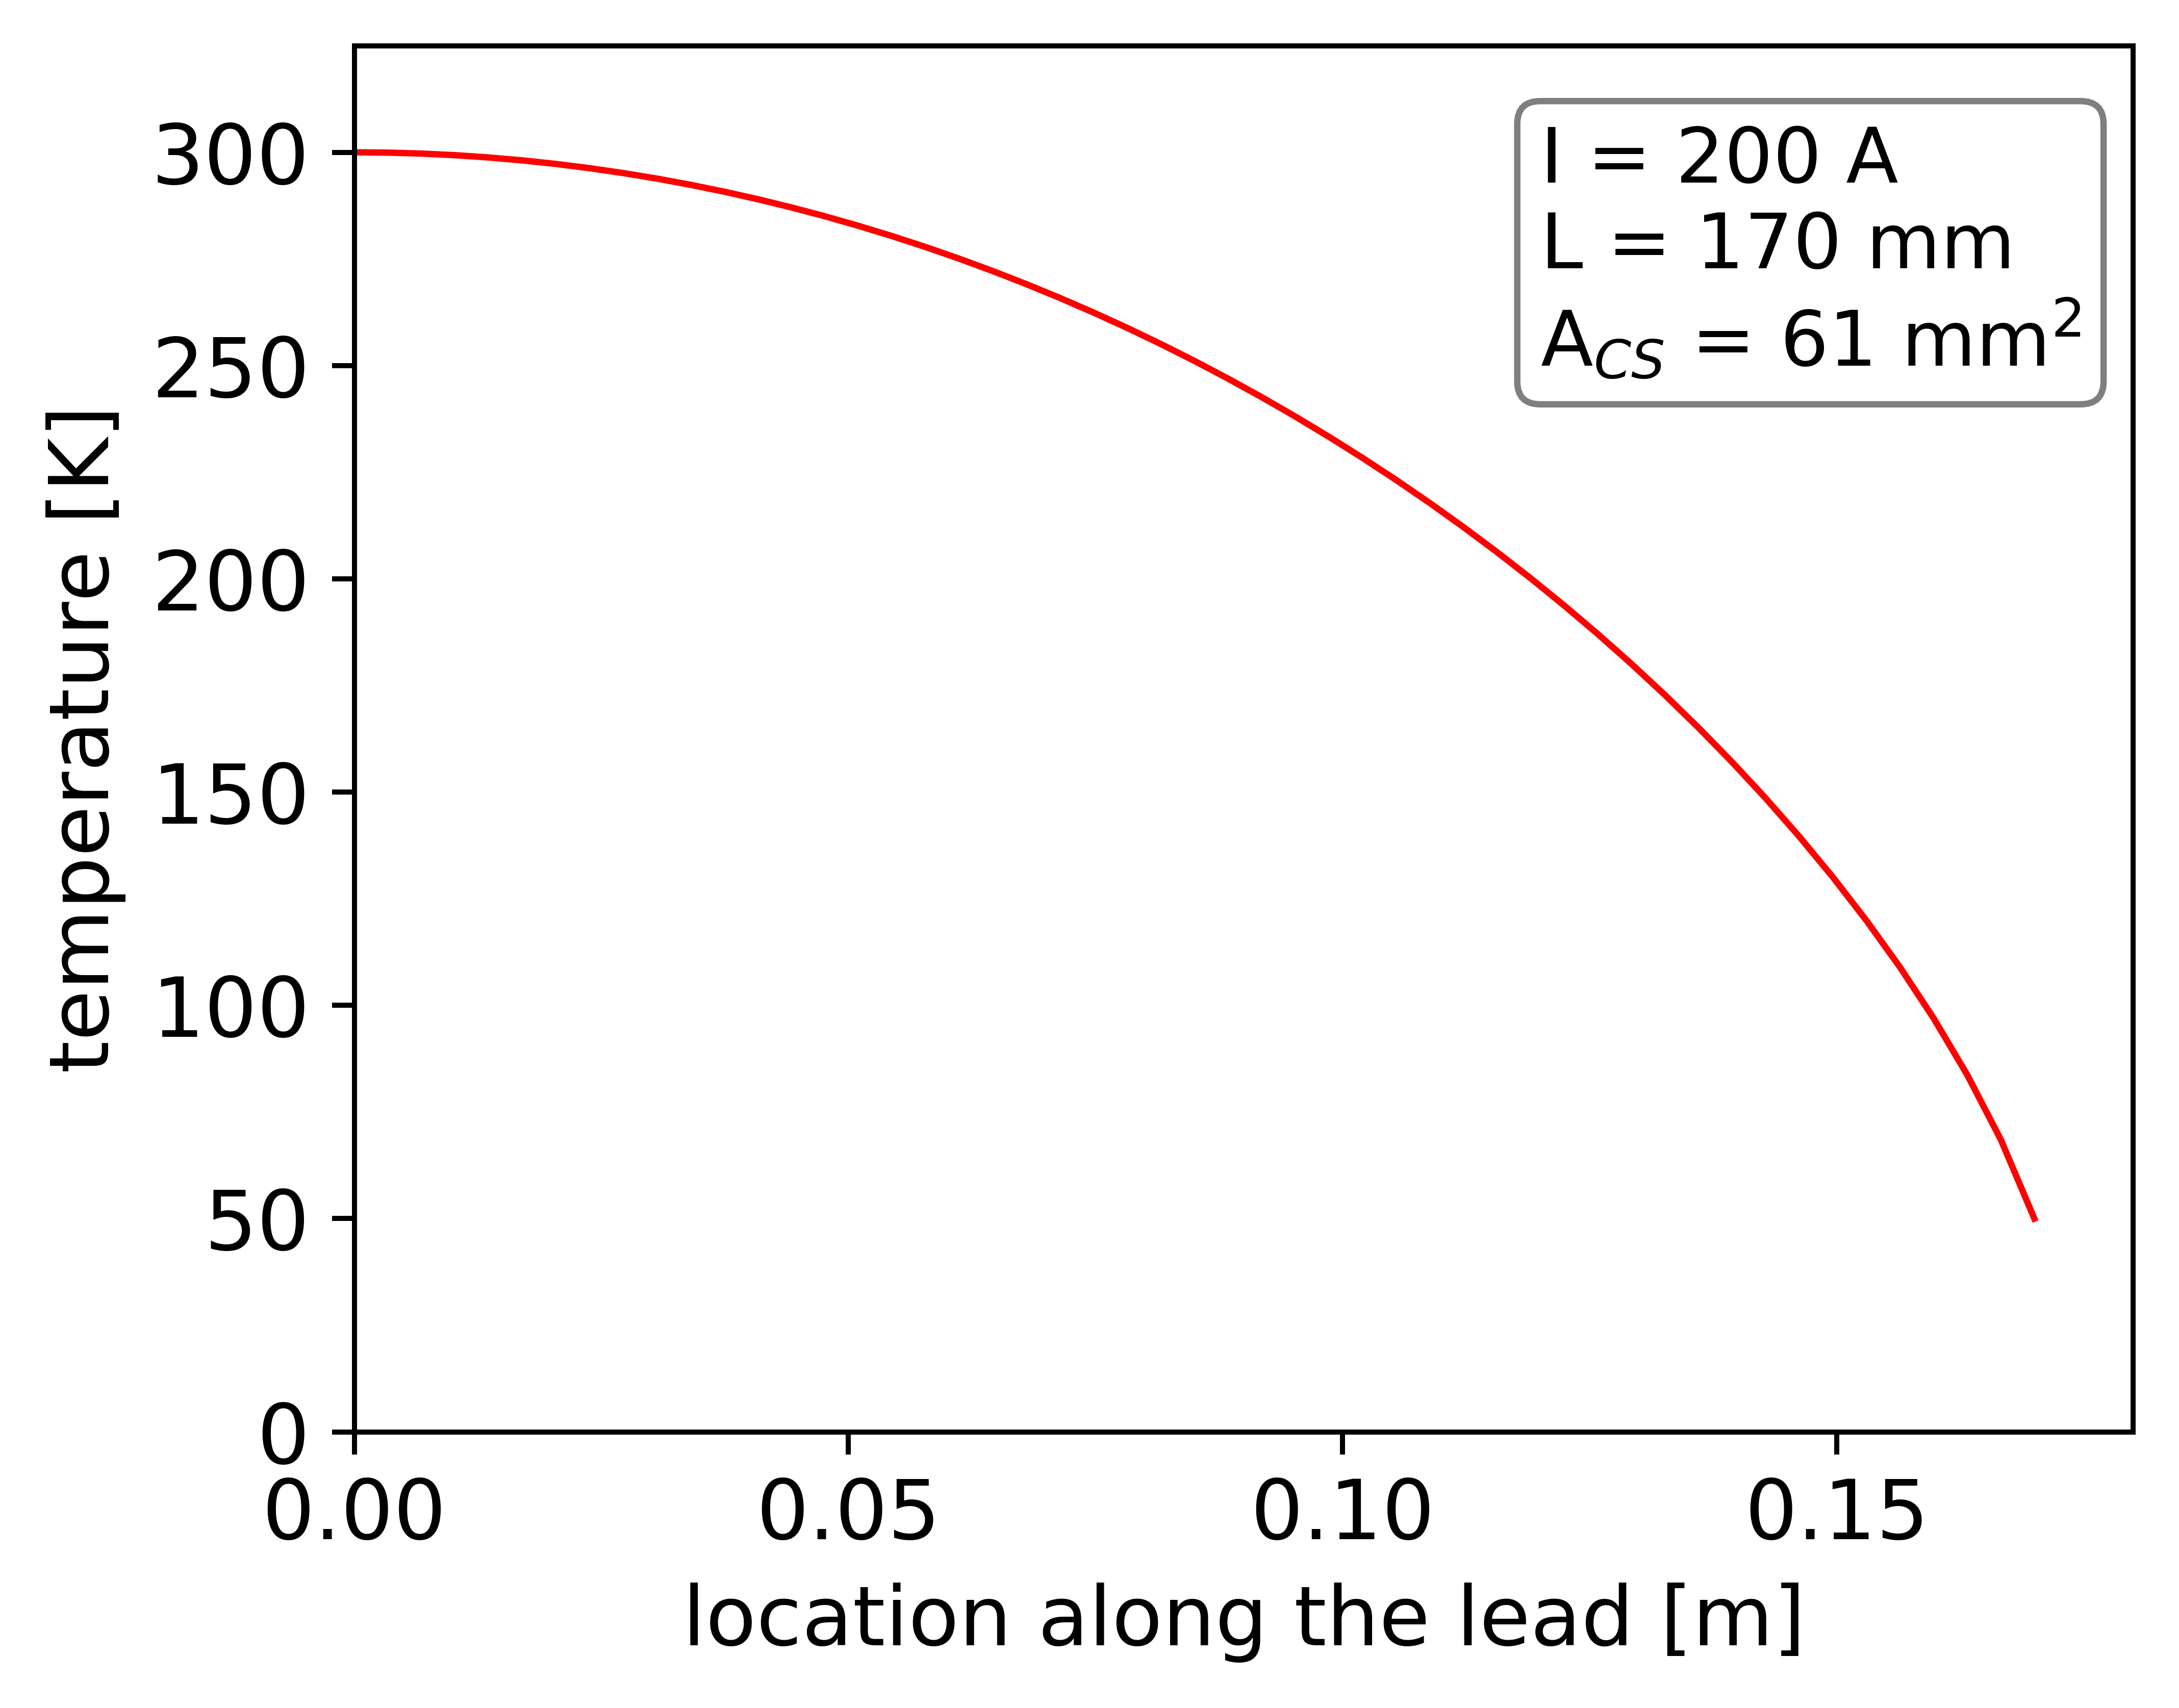 I = 200 A
L = 170 mm
A_CS = 61 mm²
300
250
200
150
100
50
0
temperature [K]
0.00 0.05 0.10 0.15
location along the lead [m]